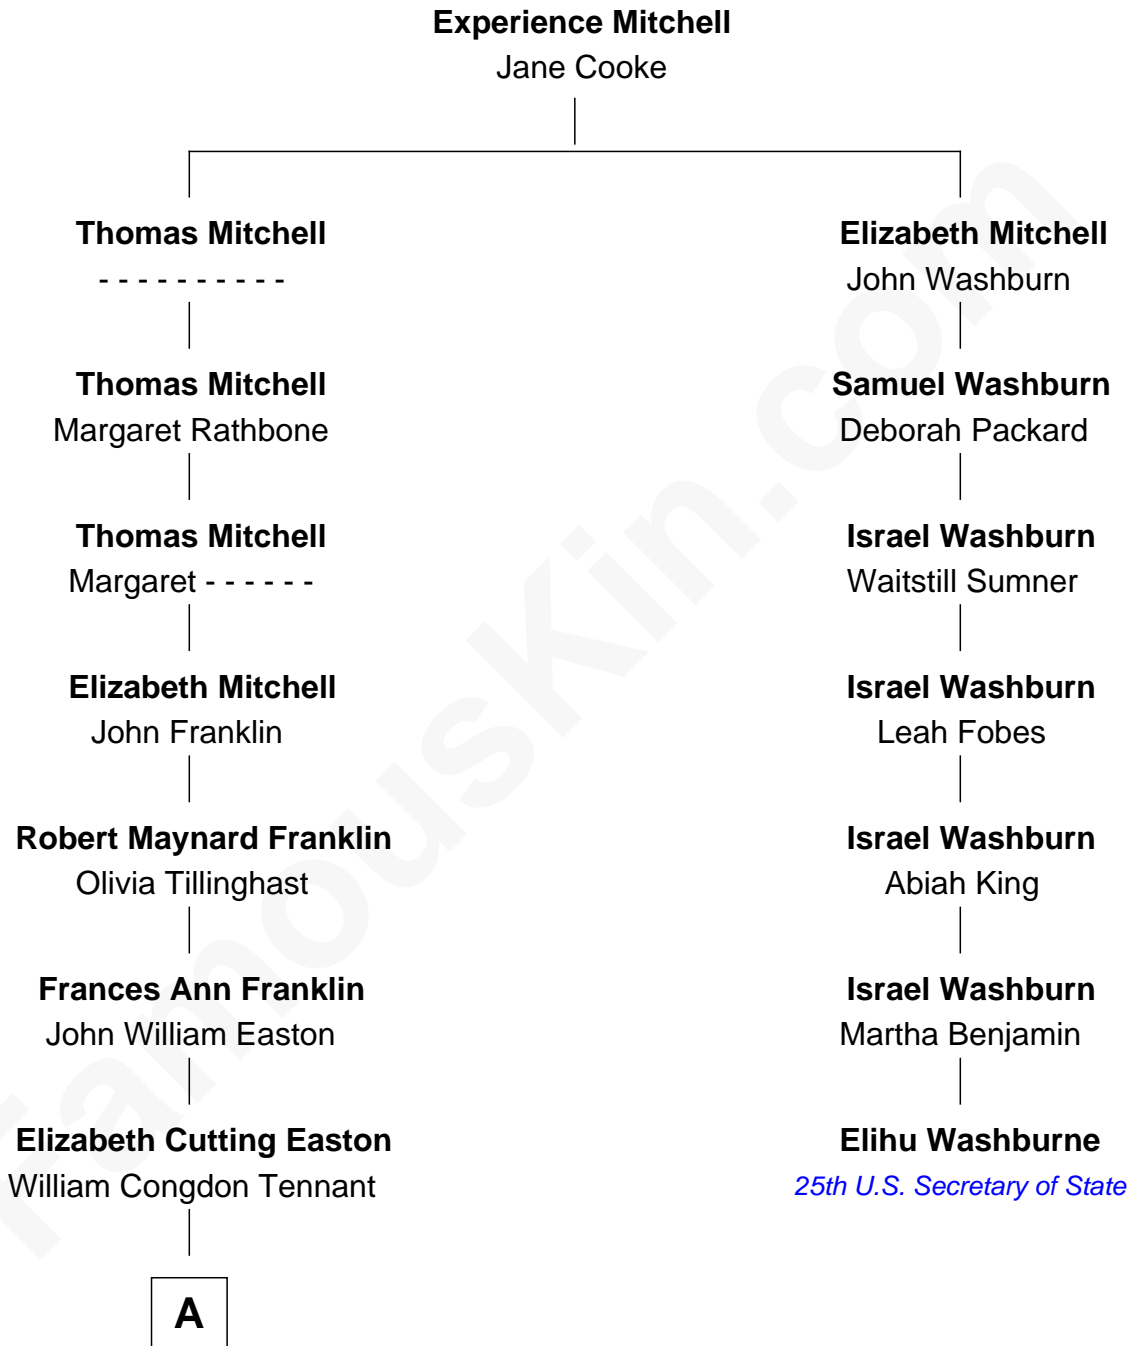 Experience Mitchell
Jane Cooke
Thomas Mitchell
- - - - - - - - - -
Thomas Mitchell
Margaret Rathbone
Thomas Mitchell
Margaret - - - - - -
Elizabeth Mitchell
John Franklin
Robert Maynard Franklin
Olivia Tillinghast
Frances Ann Franklin
John William Easton
Elizabeth Cutting Easton
William Congdon Tennant
A
Elizabeth Mitchell
John Washburn
Samuel Washburn
Deborah Packard
Israel Washburn
Waitstill Sumner
Israel Washburn
Leah Fobes
Israel Washburn
Abiah King
Israel Washburn
Martha Benjamin
Elihu Washburne
25th U.S. Secretary of State
FamousKin.com